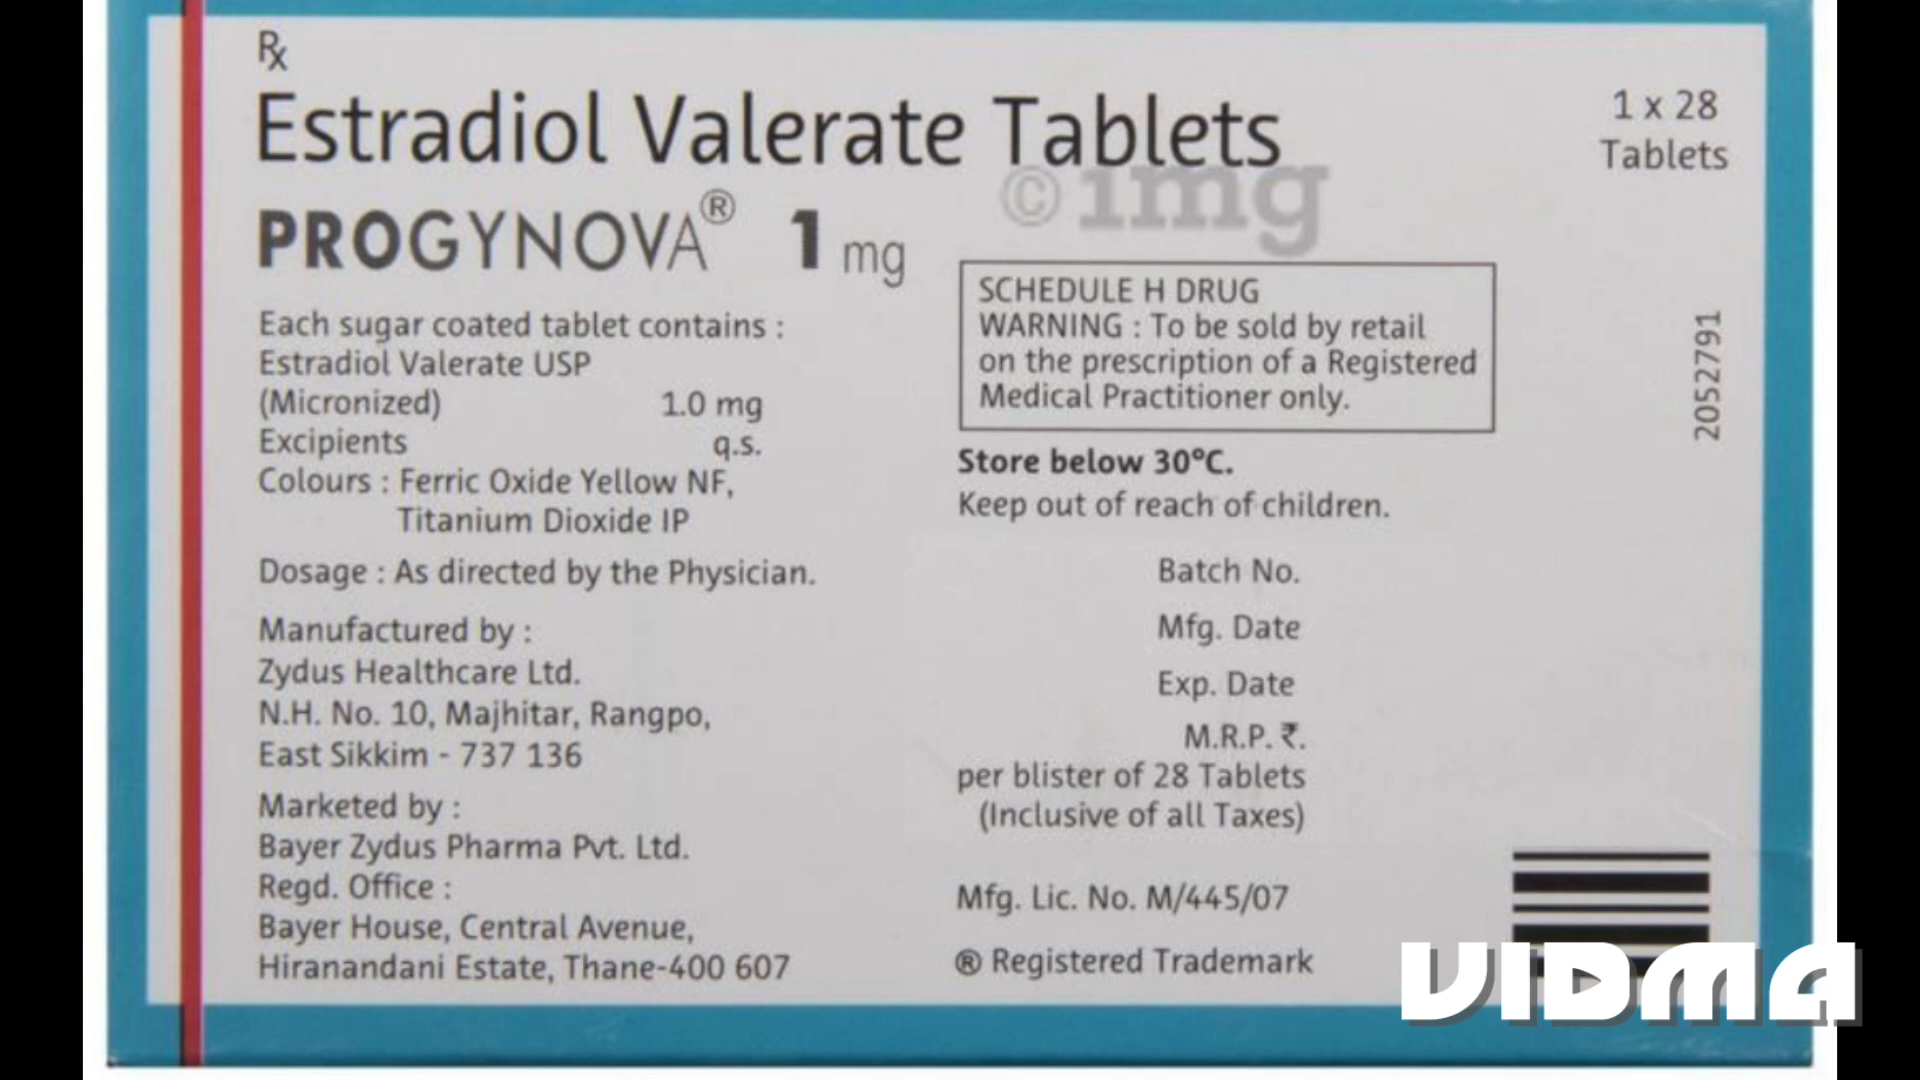 Rx
Estradiol Valerate Tablets
1 x 28
Tablets
©1mg
PROGYNOVA® 1 mg
Each sugar coated tablet contains :
Estradiol Valerate USP
(Micronized) 1.0 mg
Excipients q.s.
Colours : Ferric Oxide Yellow NF,
Titanium Dioxide IP
Dosage : As directed by the Physician.
Manufactured by :
Zydus Healthcare Ltd.
N.H. No. 10, Majhitar, Rangpo,
East Sikkim - 737 136
Marketed by :
Bayer Zydus Pharma Pvt. Ltd.
Regd. Office :
Bayer House, Central Avenue,
Hiranandani Estate, Thane-400 607
SCHEDULE H DRUG
WARNING : To be sold by retail
on the prescription of a Registered
Medical Practitioner only.
Store below 30°C.
Keep out of reach of children.
Batch No.
Mfg. Date
Exp. Date
M.R.P. ₹.
per blister of 28 Tablets
(Inclusive of all Taxes)
Mfg. Lic. No. M/445/07
® Registered Trademark
2052791
VIDMA